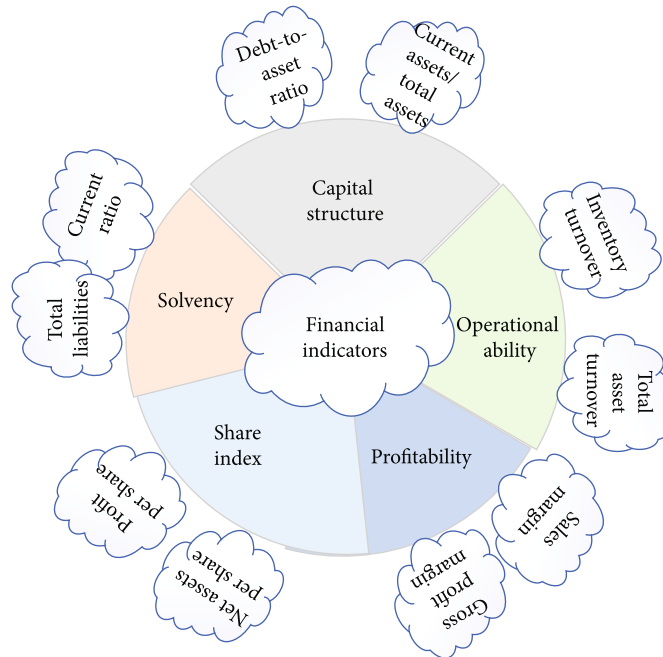 Debt-to-
asset
ratio
Current
assets/
total
assets
Capital
structure
Current
ratio
Inventory
turnover
Solvency
Total
liabilities
Financial
indicators
Operational
ability
Total
asset
turnover
Share
index
Profitability
Profit
per share
Sales
margin
Net assets
per share
Gross
profit
margin